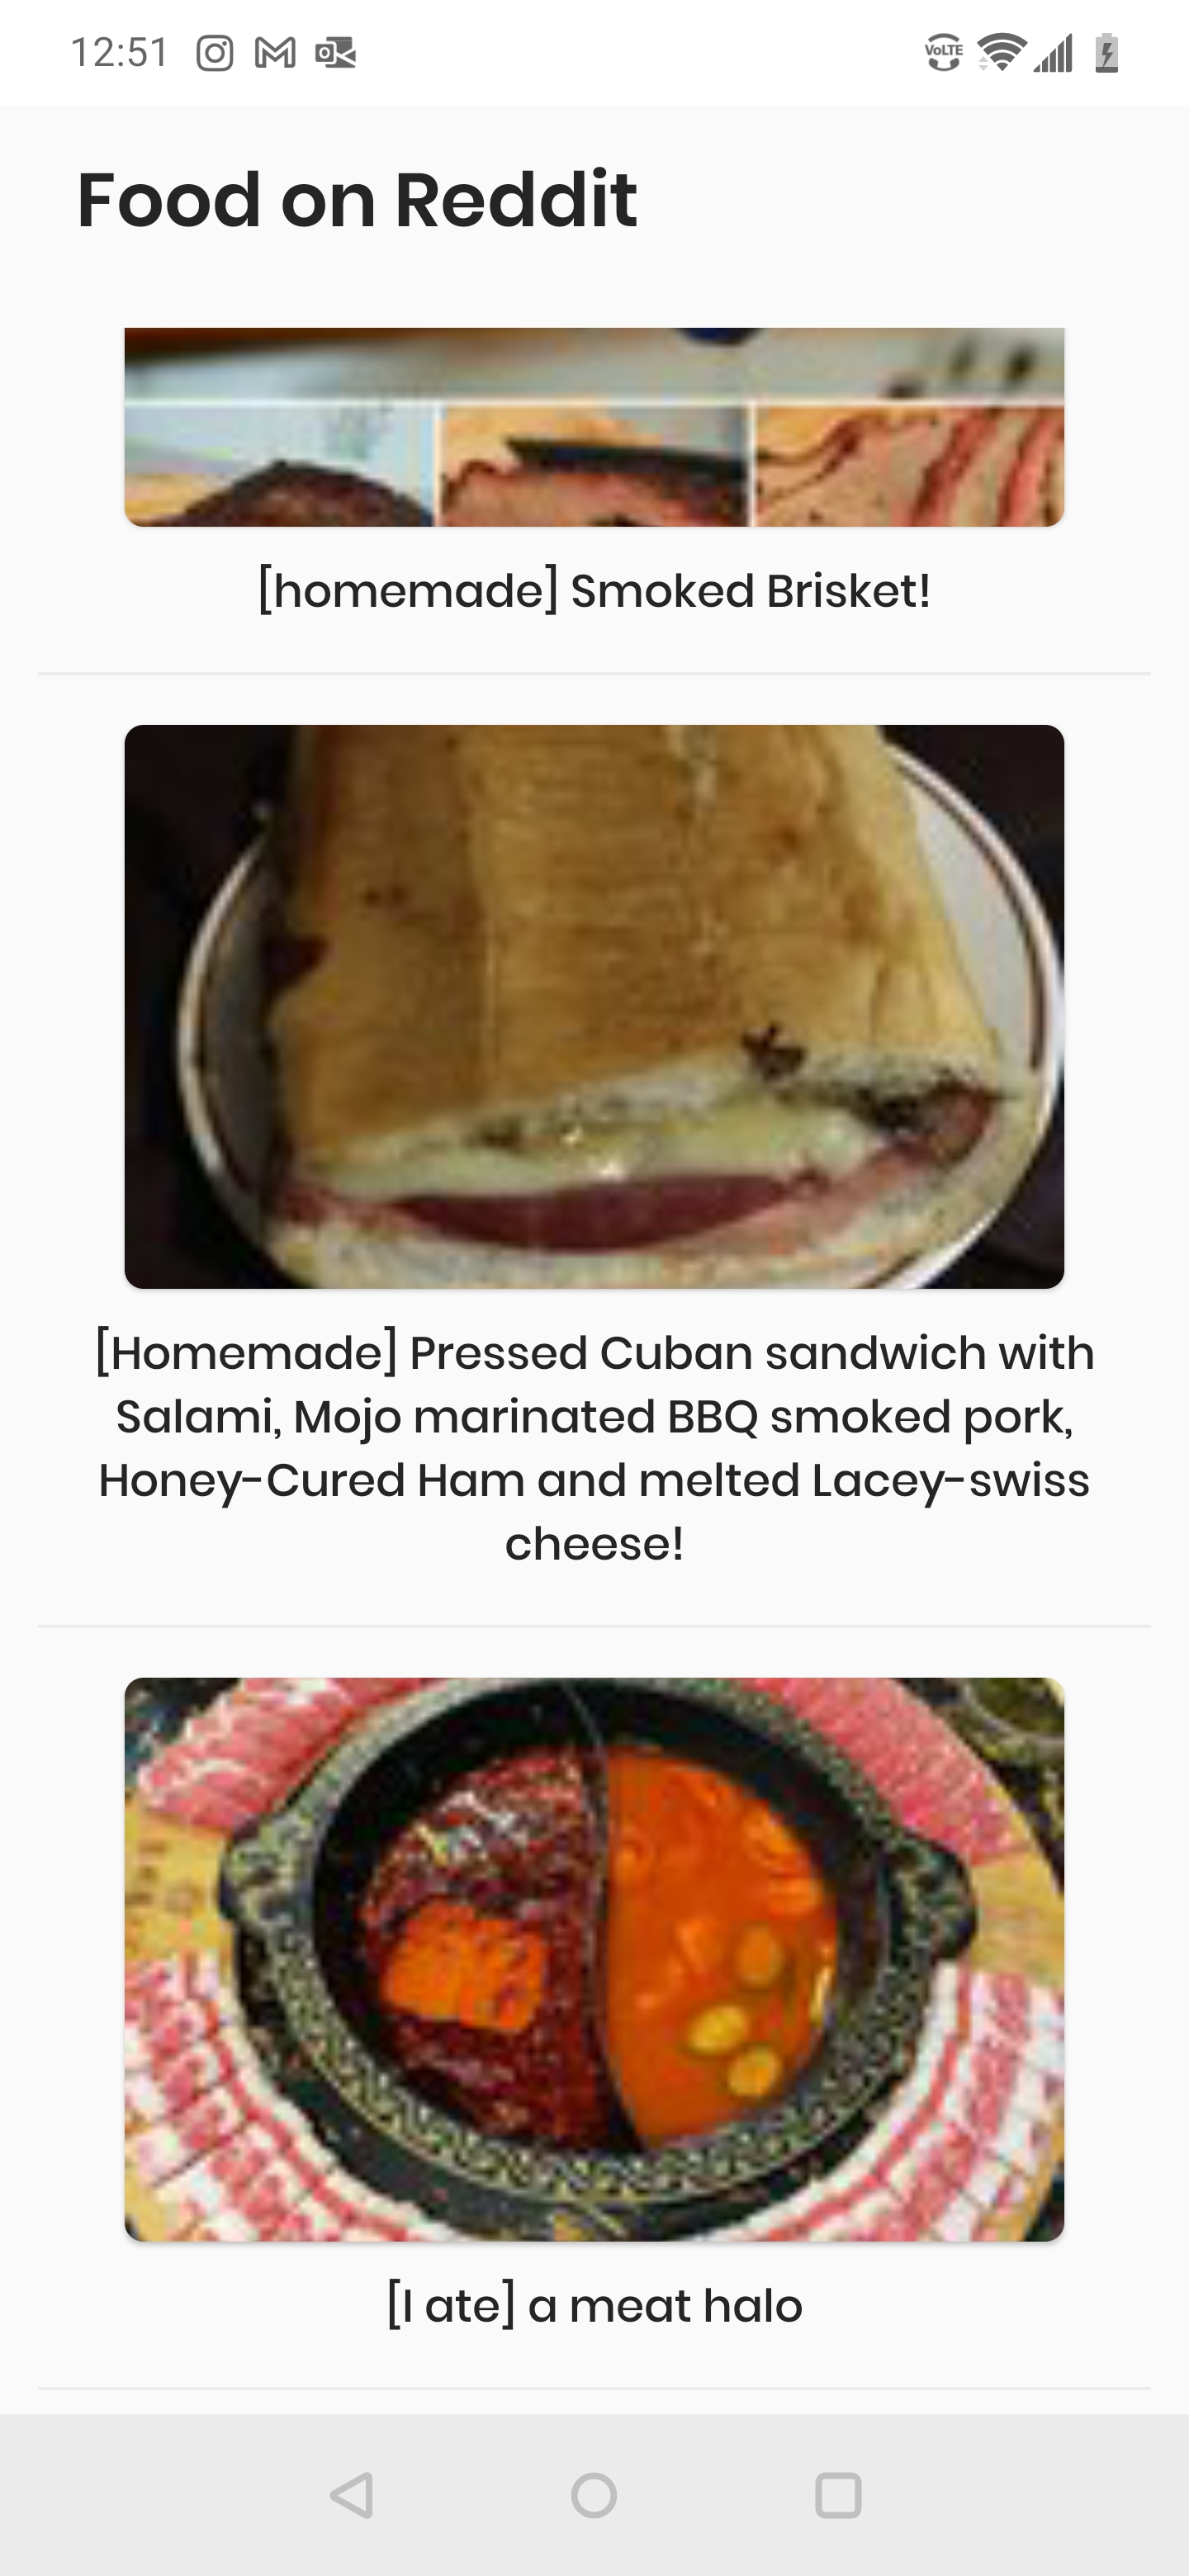 12:51
VoLTE
Food on Reddit
[homemade] Smoked Brisket!
[Homemade] Pressed Cuban sandwich with
Salami, Mojo marinated BBQ smoked pork,
Honey-Cured Ham and melted Lacey-swiss
cheese!
[I ate] a meat halo